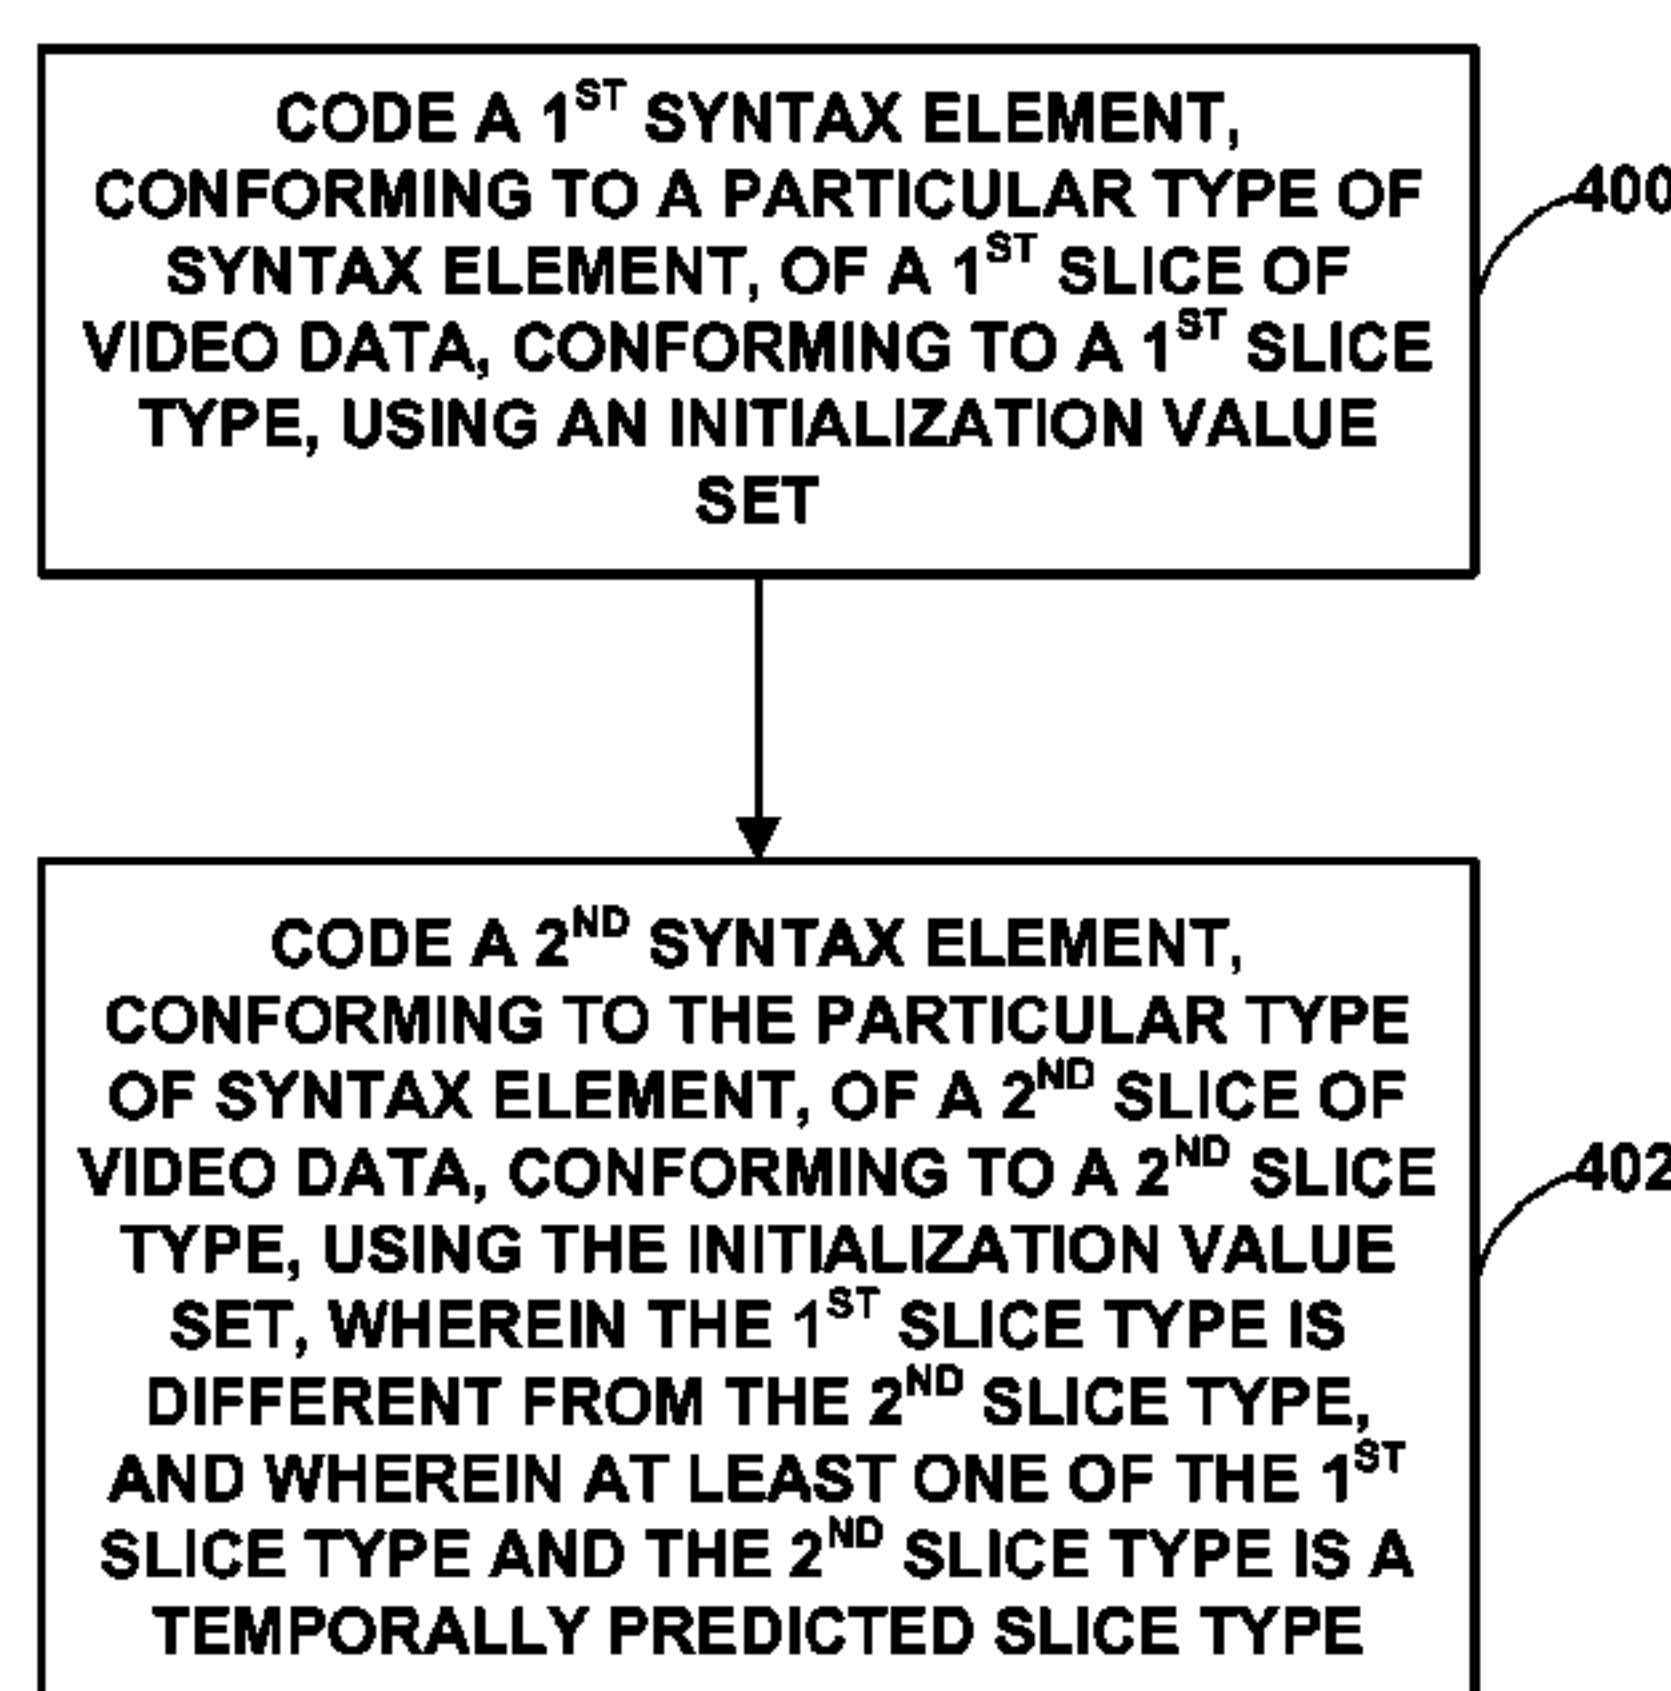 CODE A 1ST SYNTAX ELEMENT,
CONFORMING TO A PARTICULAR TYPE OF
SYNTAX ELEMENT, OF A 1ST SLICE OF
VIDEO DATA, CONFORMING TO A 1ST SLICE
TYPE, USING AN INITIALIZATION VALUE
SET
400
CODE A 2ND SYNTAX ELEMENT,
CONFORMING TO THE PARTICULAR TYPE
OF SYNTAX ELEMENT, OF A 2ND SLICE OF
VIDEO DATA, CONFORMING TO A 2ND SLICE
TYPE, USING THE INITIALIZATION VALUE
SET, WHEREIN THE 1ST SLICE TYPE IS
DIFFERENT FROM THE 2ND SLICE TYPE,
AND WHEREIN AT LEAST ONE OF THE 1ST
SLICE TYPE AND THE 2ND SLICE TYPE IS A
TEMPORALLY PREDICTED SLICE TYPE
402